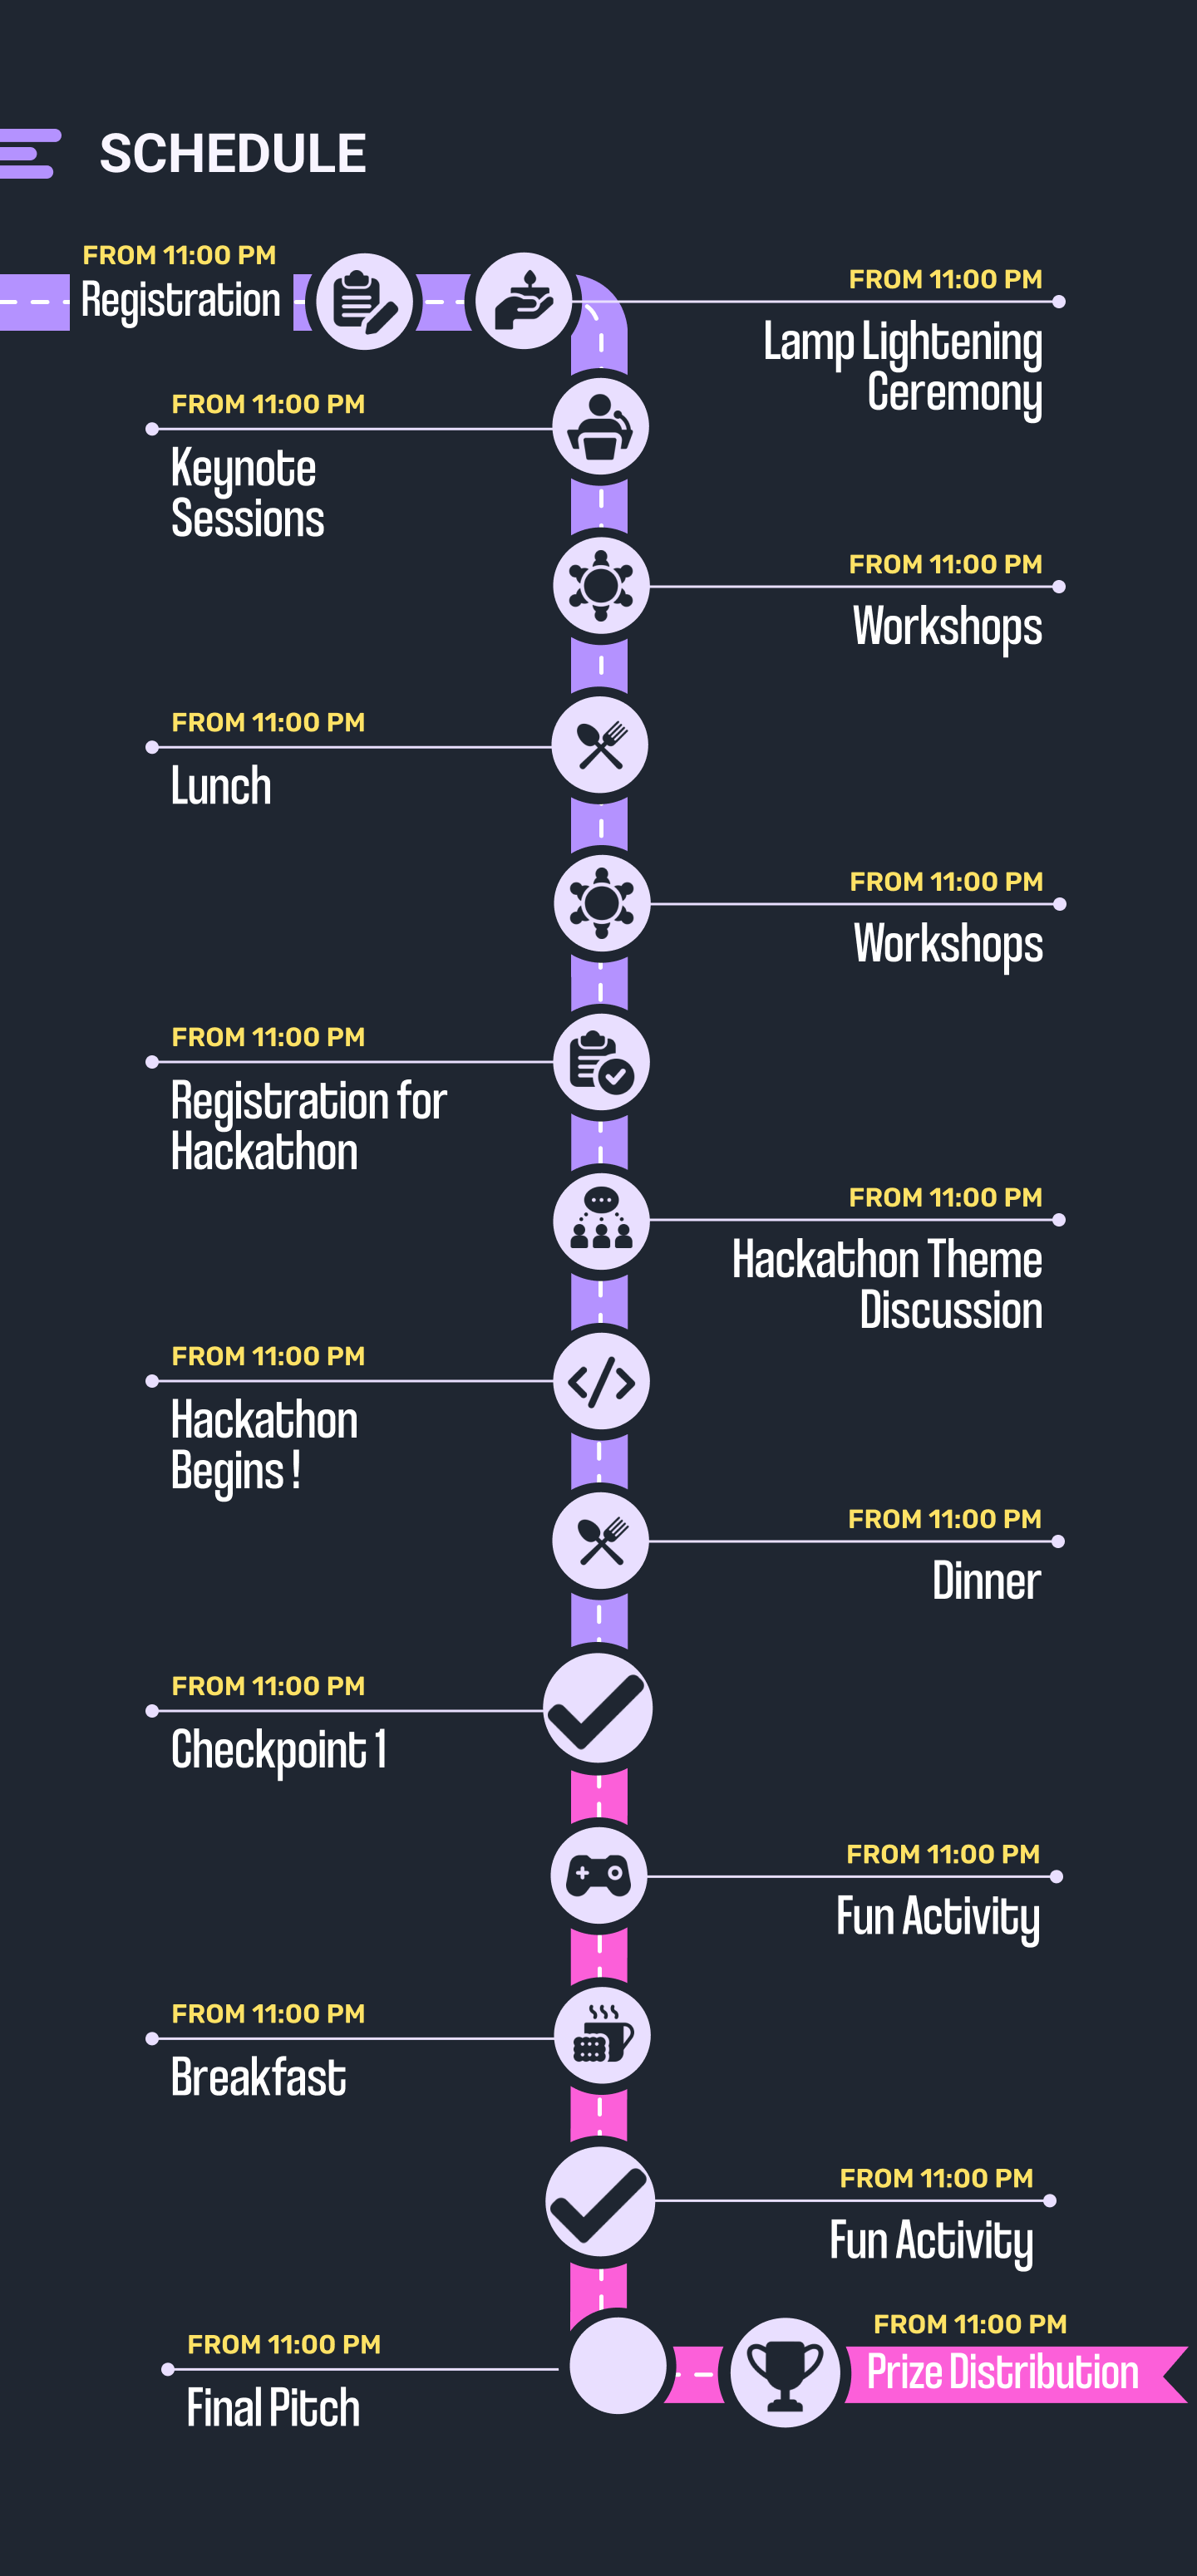 SCHEDULE
FROM 11:00 PM
Registration
FROM 11:00 PM
Lamp Lightening
Ceremony
FROM 11:00 PM
Keynote
Sessions
FROM 11:00 PM
Workshops
FROM 11:00 PM
Lunch
FROM 11:00 PM
Workshops
FROM 11:00 PM
Registration for
Hackathon
FROM 11:00 PM
Hackathon Theme
Discussion
FROM 11:00 PM
Hackathon
Begins !
FROM 11:00 PM
Dinner
FROM 11:00 PM
Checkpoint 1
FROM 11:00 PM
Fun Activity
FROM 11:00 PM
Breakfast
FROM 11:00 PM
Fun Activity
FROM 11:00 PM
Final Pitch
FROM 11:00 PM
Prize Distribution